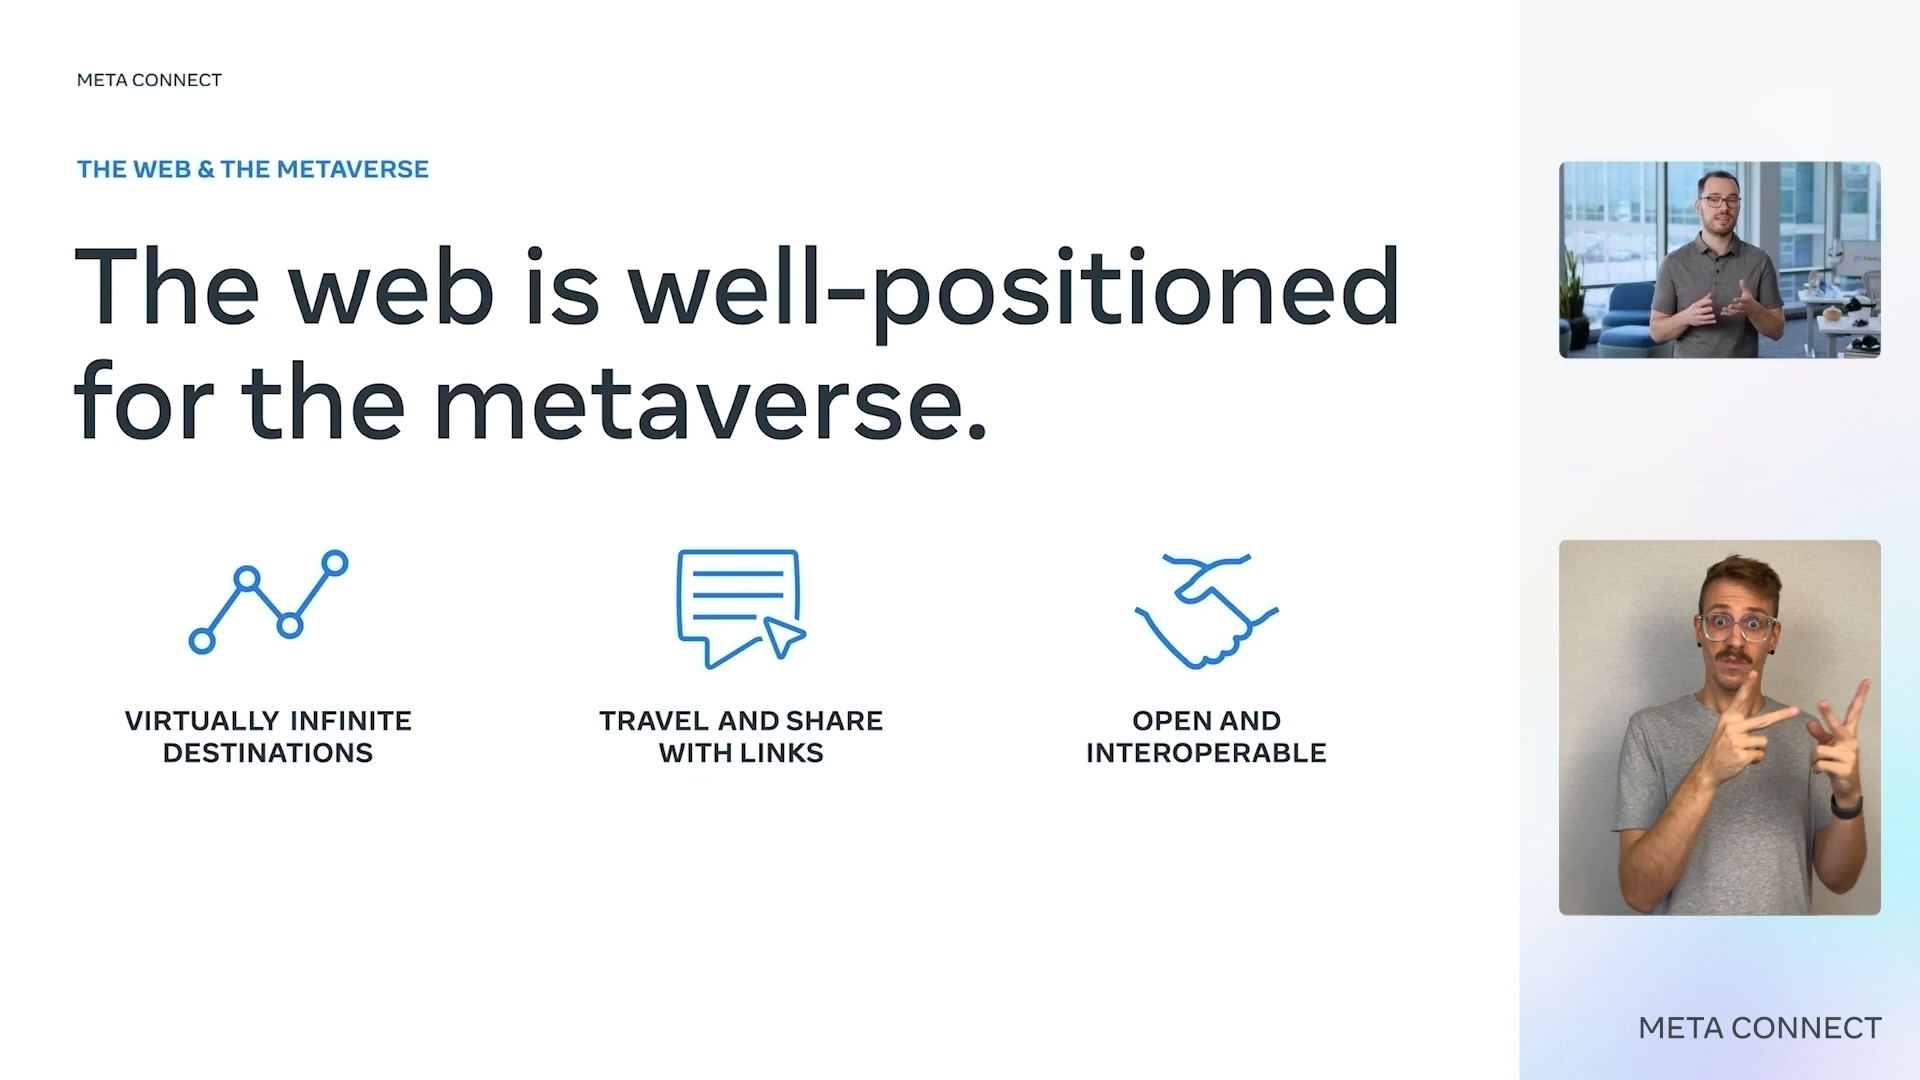 META CONNECT
THE WEB & THE METAVERSE
The web is well-positioned
for the metaverse.
VIRTUALLY INFINITE
DESTINATIONS
TRAVEL AND SHARE
WITH LINKS
OPEN AND
INTEROPERABLE
Meta
META CONNECT